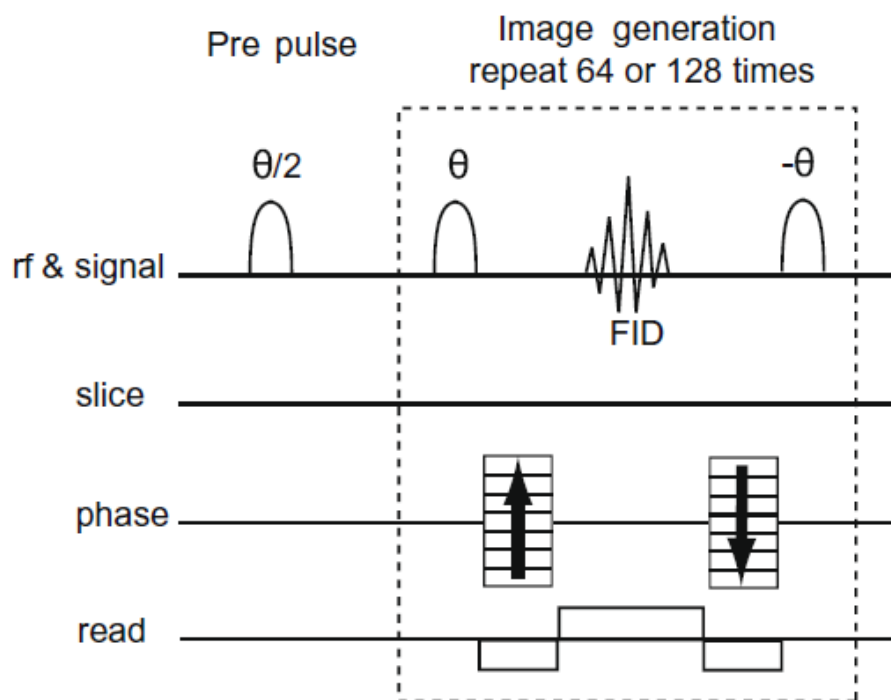 Pre pulse
Image generation
repeat 64 or 128 times
θ/2
θ
-θ
rf & signal
FID
slice
phase
read